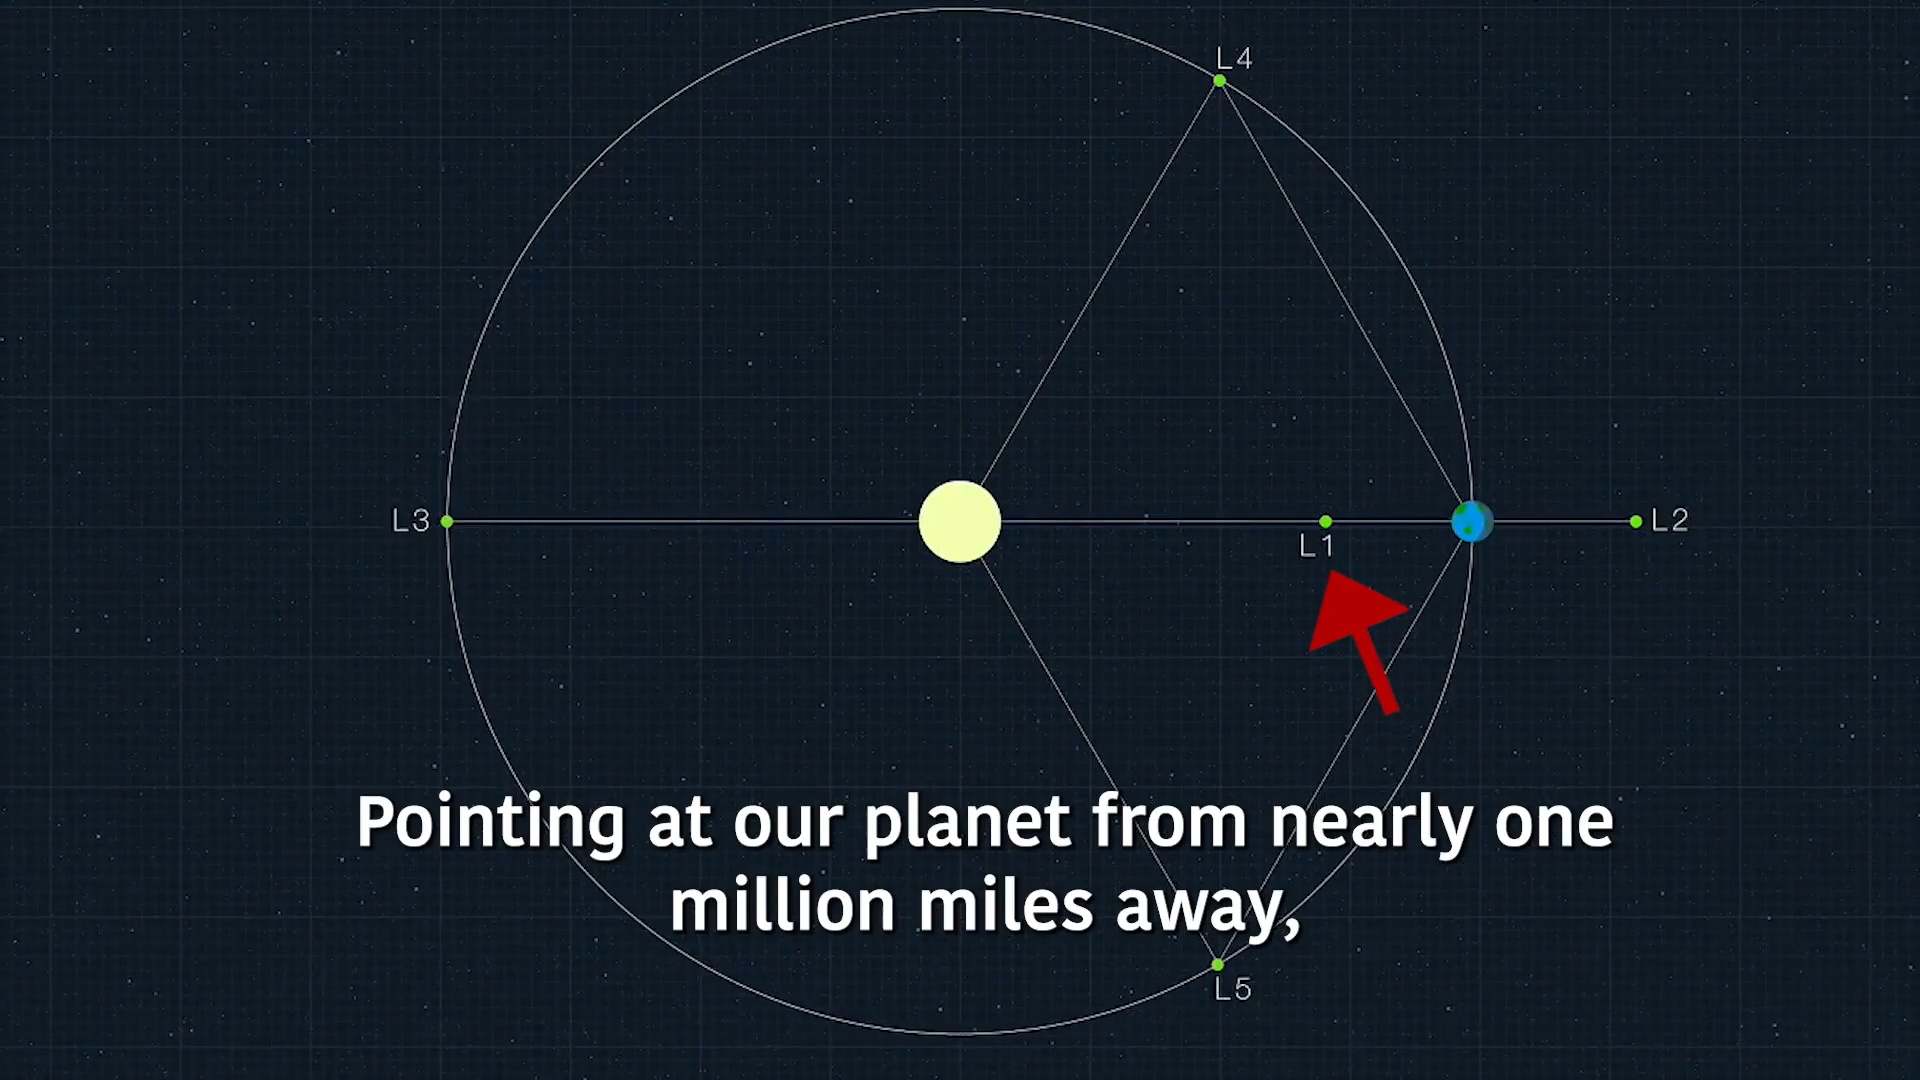 L4
L3
L1
L2
Pointing at our planet from nearly one
million miles away,
L5